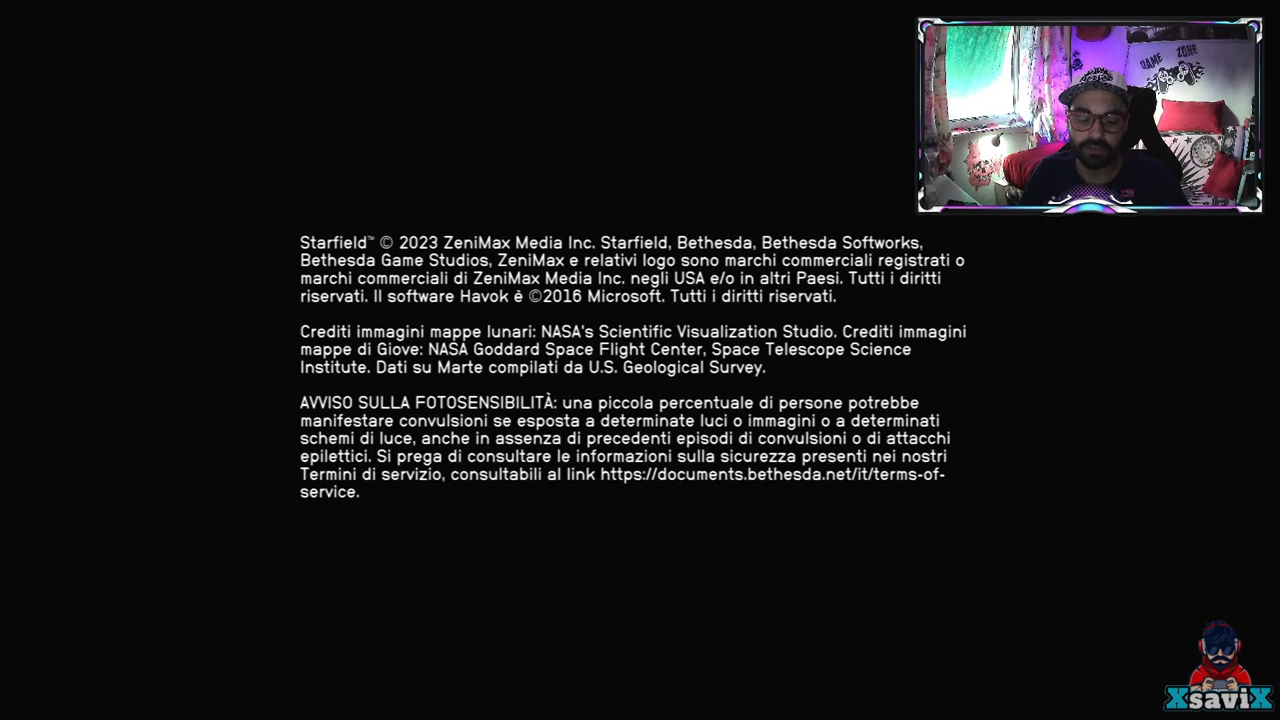 GAME ZONE
Starfield™ © 2023 ZeniMax Media Inc. Starfield, Bethesda, Bethesda Softworks,
Bethesda Game Studios, ZeniMax e relativi logo sono marchi commerciali registrati o
marchi commerciali di ZeniMax Media Inc. negli USA e/o in altri Paesi. Tutti i diritti
riservati. Il software Havok è ©2016 Microsoft. Tutti i diritti riservati.
Crediti immagini mappe lunari: NASA's Scientific Visualization Studio. Crediti immagini
mappe di Giove: NASA Goddard Space Flight Center, Space Telescope Science
Institute. Dati su Marte compilati da U.S. Geological Survey.
AVVISO SULLA FOTOSENSIBILITÀ: una piccola percentuale di persone potrebbe
manifestare convulsioni se esposta a determinate luci o immagini o a determinati
schemi di luce, anche in assenza di precedenti episodi di convulsioni o di attacchi
epilettici. Si prega di consultare le informazioni sulla sicurezza presenti nei nostri
Termini di servizio, consultabili al link https://documents.bethesda.net/it/terms-of-
service.
XsaviX